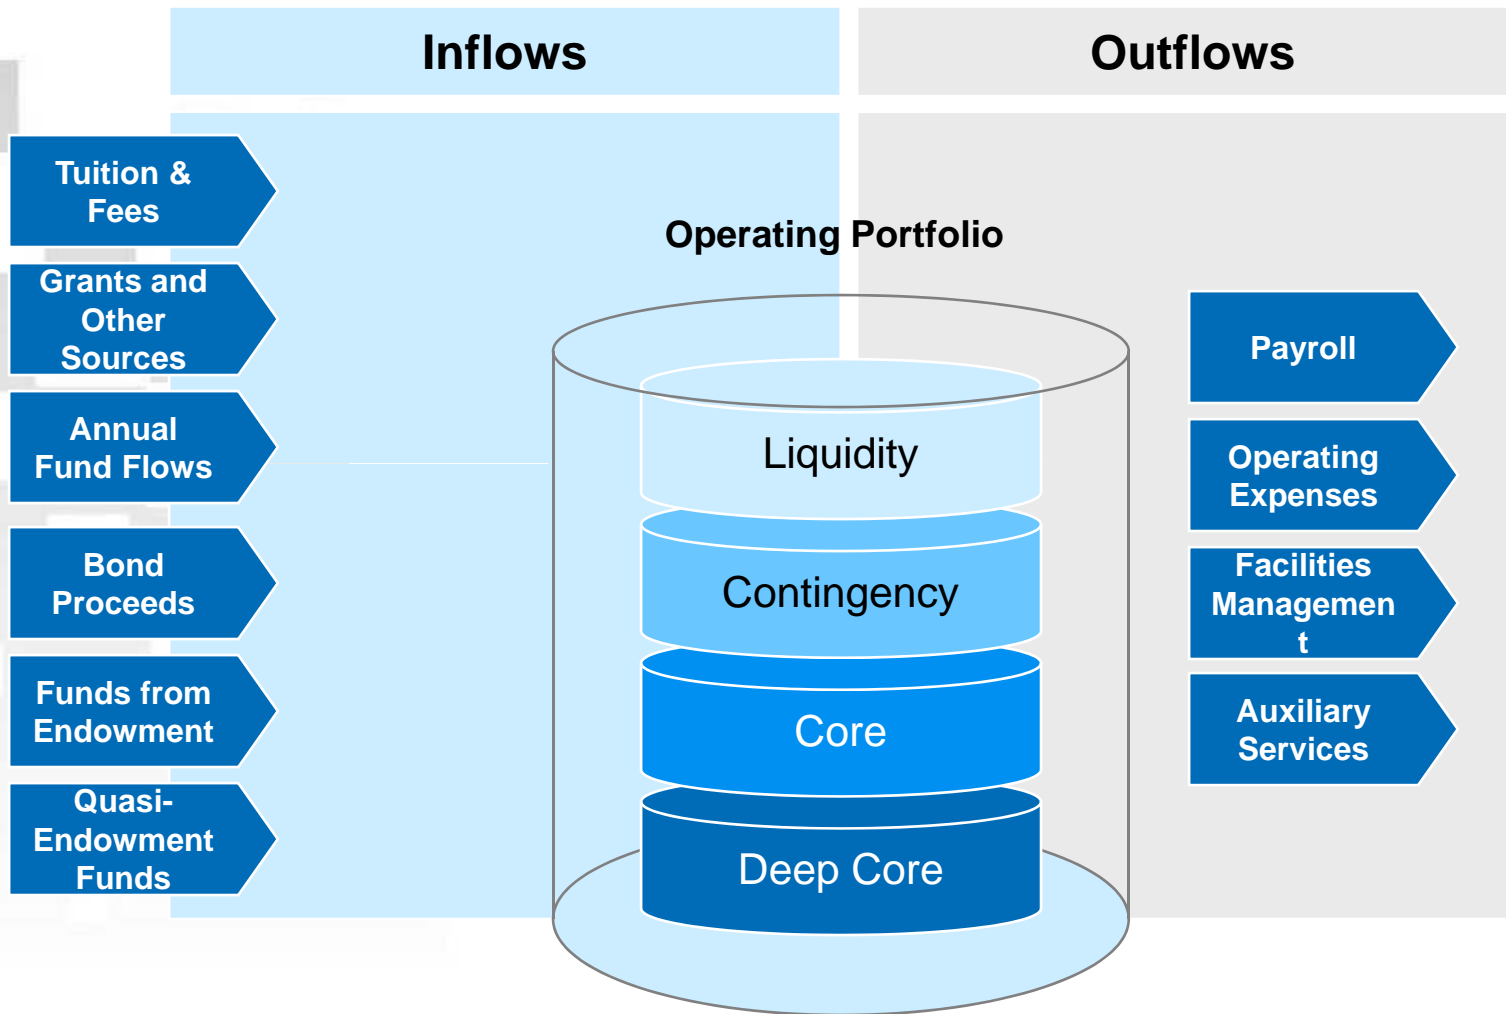 Inflows
Outflows
Tuition &
Fees
Grants and
Other
Sources
Annual
Fund Flows
Bond
Proceeds
Funds from
Endowment
Quasi-
Endowment
Funds
Operating Portfolio
Liquidity
Contingency
Core
Deep Core
Payroll
Operating
Expenses
Facilities
Managemen
t
Auxiliary
Services